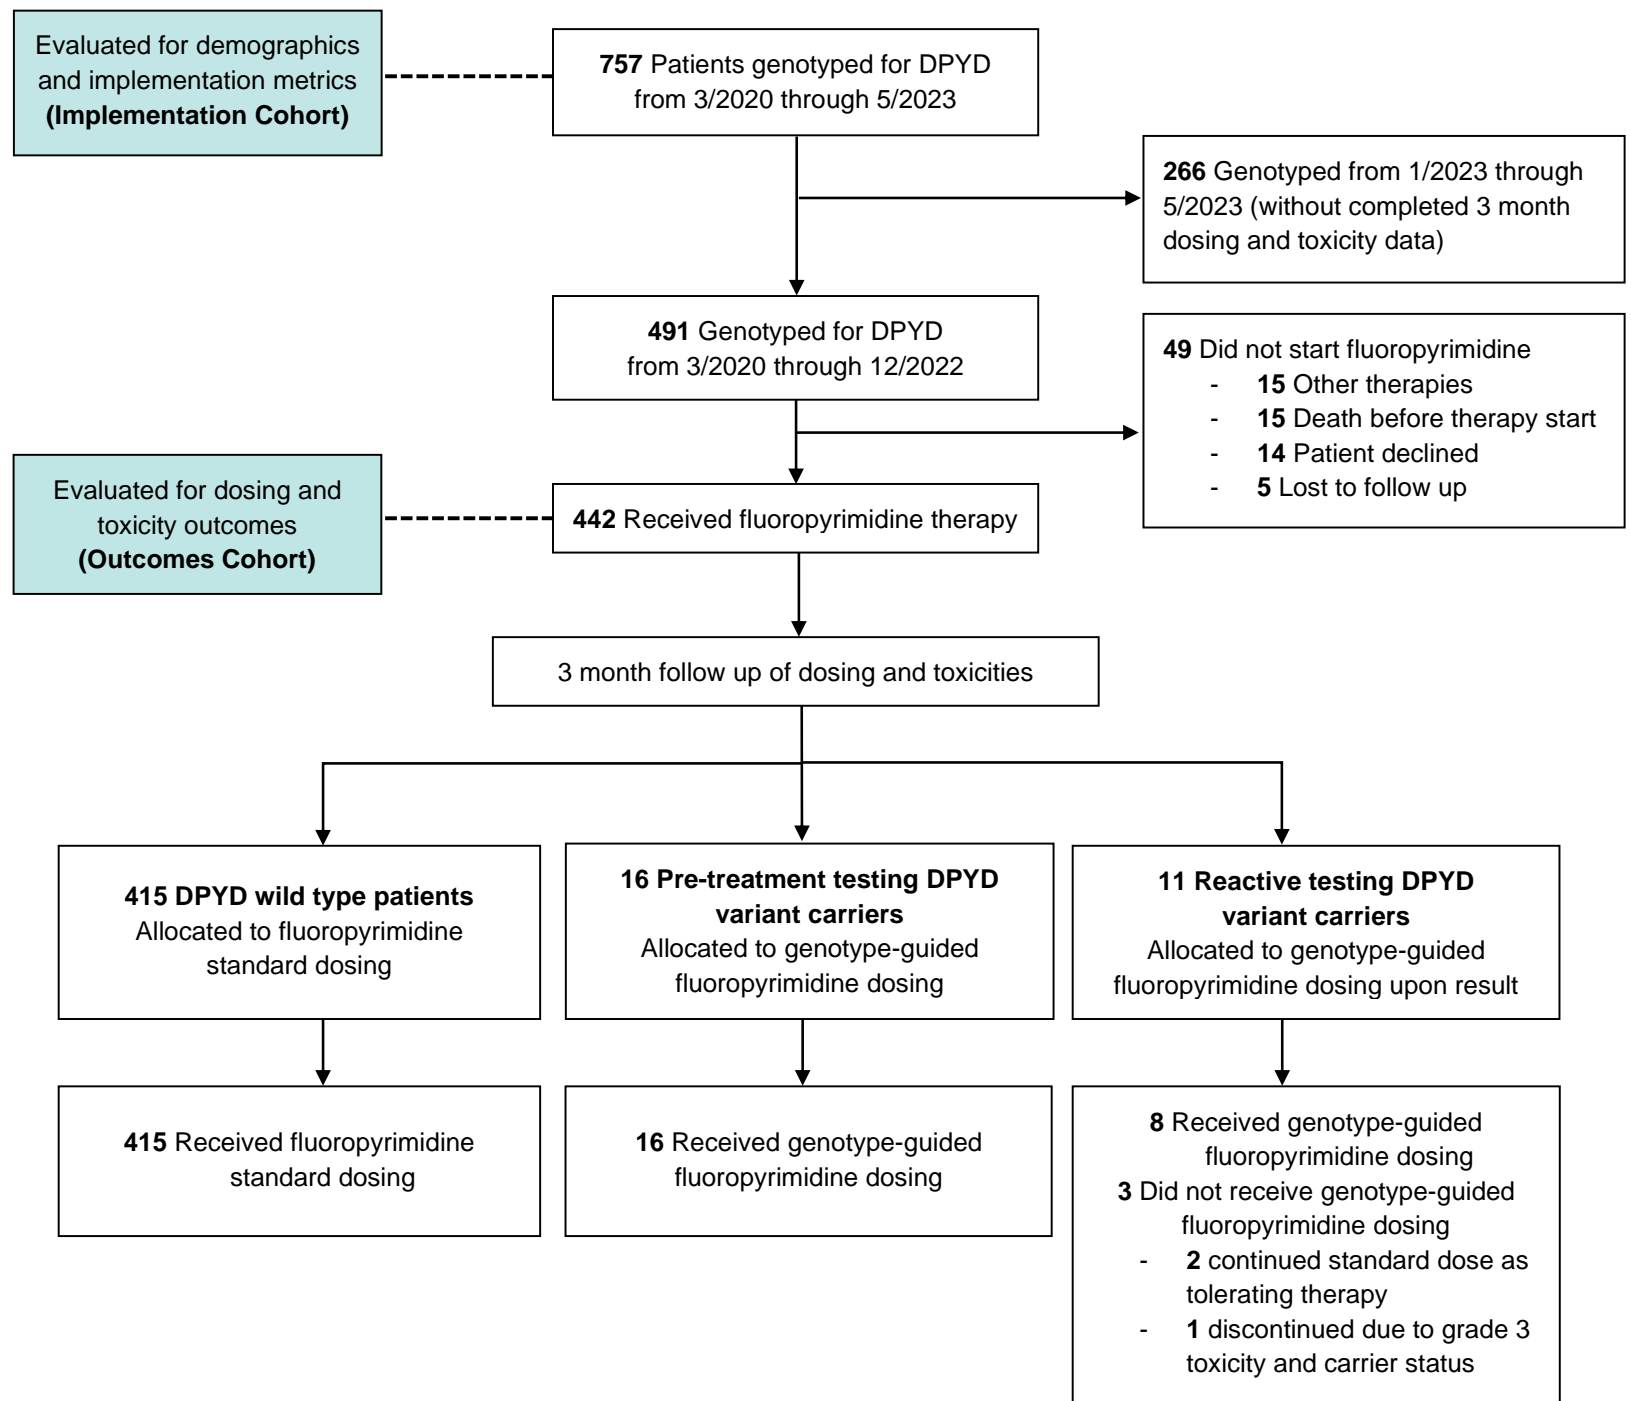 Evaluated for demographics
and implementation metrics
(Implementation Cohort)
757 Patients genotyped for DPYD
from 3/2020 through 5/2023
266 Genotyped from 1/2023 through
5/2023 (without completed 3 month
dosing and toxicity data)
491 Genotyped for DPYD
from 3/2020 through 12/2022
49 Did not start fluoropyrimidine
- 15 Other therapies
- 15 Death before therapy start
- 14 Patient declined
- 5 Lost to follow up
Evaluated for dosing and
toxicity outcomes
(Outcomes Cohort)
442 Received fluoropyrimidine therapy
3 month follow up of dosing and toxicities
415 DPYD wild type patients
Allocated to fluoropyrimidine
standard dosing
16 Pre-treatment testing DPYD
variant carriers
Allocated to genotype-guided
fluoropyrimidine dosing
11 Reactive testing DPYD
variant carriers
Allocated to genotype-guided
fluoropyrimidine dosing upon result
415 Received fluoropyrimidine
standard dosing
16 Received genotype-guided
fluoropyrimidine dosing
8 Received genotype-guided
fluoropyrimidine dosing
3 Did not receive genotype-guided
fluoropyrimidine dosing
- 2 continued standard dose as
tolerating therapy
- 1 discontinued due to grade 3
toxicity and carrier status